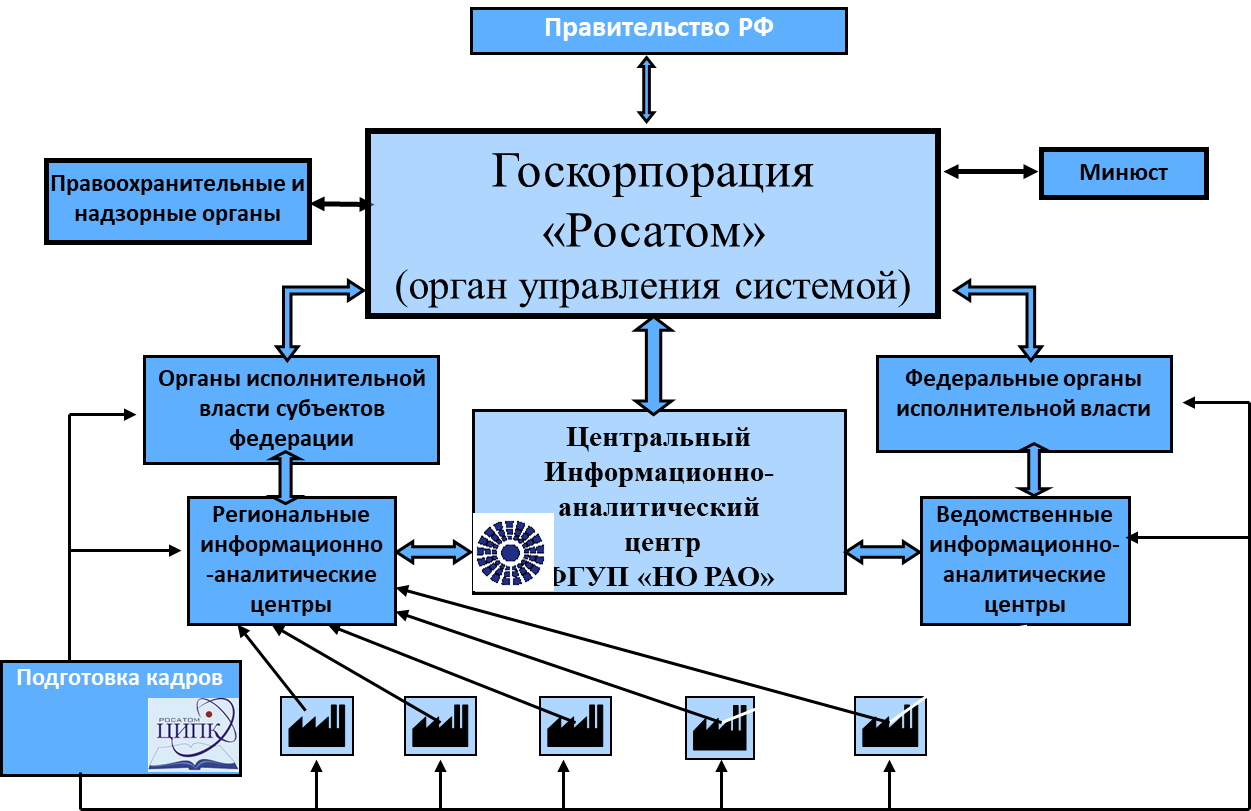 Правительство РФ
Госкорпорация
«Росатом»
(орган управления системой)
Правоохранительные и
надзорные органы
Минюст
Органы исполнительной
власти субъектов
федерации
Федеральные органы
исполнительной власти
Центральный
Информационно-
аналитический
центр
ФГУП «НО РАО»
Региональные
информационно
-аналитические
центры
Ведомственные
информационно-
аналитические
центры
Подготовка кадров
РОСАТОМ
ЦИПК